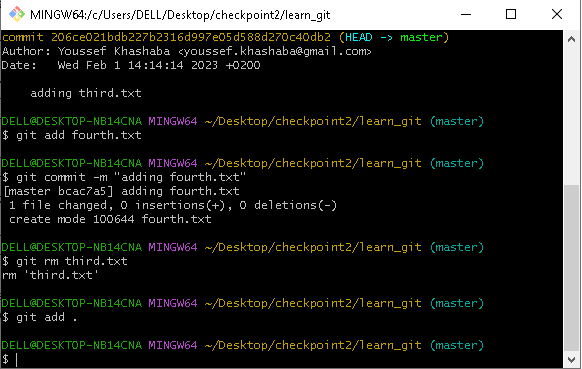 MINGW64:/c/Users/DELL/Desktop/checkpoint2/learn_git
commit 206ce021bdb227b2316d997e05d588d270c40db2 (HEAD -> master)
Author: Youssef Khashaba <youssef.khashaba@gmail.com>
Date:   Wed Feb 1 14:14:14 2023 +0200
    adding third.txt
DELL@DESKTOP-NB14CNA MINGW64 ~/Desktop/checkpoint2/learn_git (master)
$ git add fourth.txt
DELL@DESKTOP-NB14CNA MINGW64 ~/Desktop/checkpoint2/learn_git (master)
$ git commit -m "adding fourth.txt"
[master bcac7a5] adding fourth.txt
 1 file changed, 0 insertions(+), 0 deletions(-)
 create mode 100644 fourth.txt
DELL@DESKTOP-NB14CNA MINGW64 ~/Desktop/checkpoint2/learn_git (master)
$ git rm third.txt
rm 'third.txt'
DELL@DESKTOP-NB14CNA MINGW64 ~/Desktop/checkpoint2/learn_git (master)
$ git add .
DELL@DESKTOP-NB14CNA MINGW64 ~/Desktop/checkpoint2/learn_git (master)
$